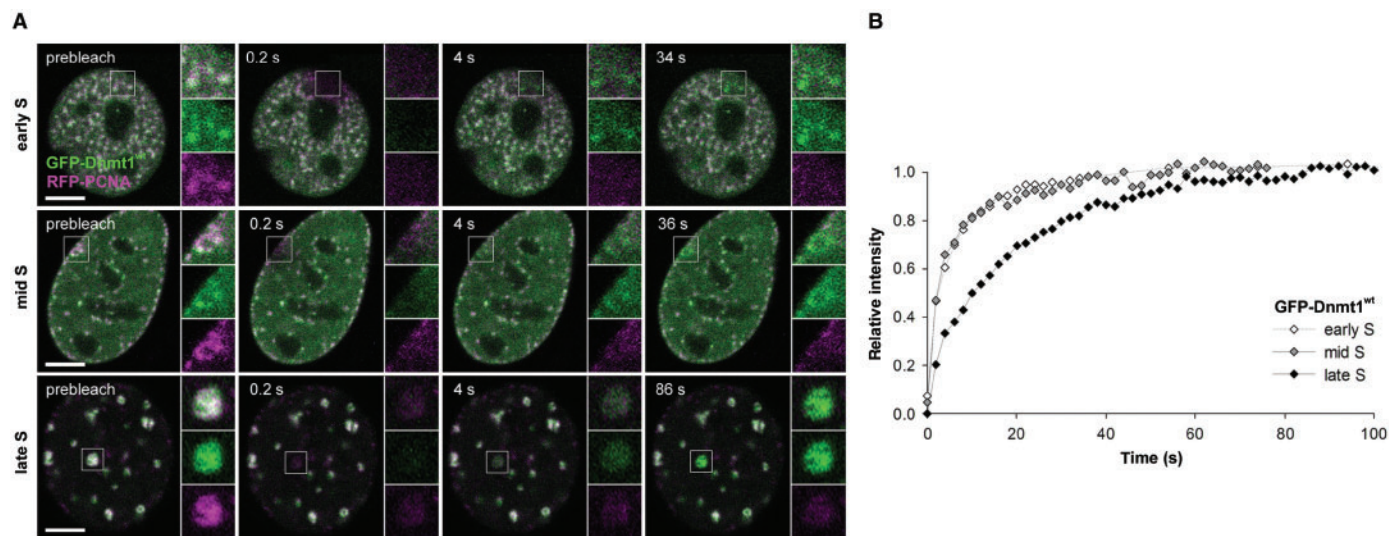 A
prebleach
0.2 s
4 s
34 s
early S
GFP-Dnmt1wt
RFP-PCNA
prebleach
0.2 s
4 s
36 s
mid S
prebleach
0.2 s
4 s
86 s
late S
B
Relative intensity
1.0
0.8
0.6
0.4
0.2
0.0
0
20
40
60
80
100
Time (s)
GFP-Dnmt1wt
early S
mid S
late S